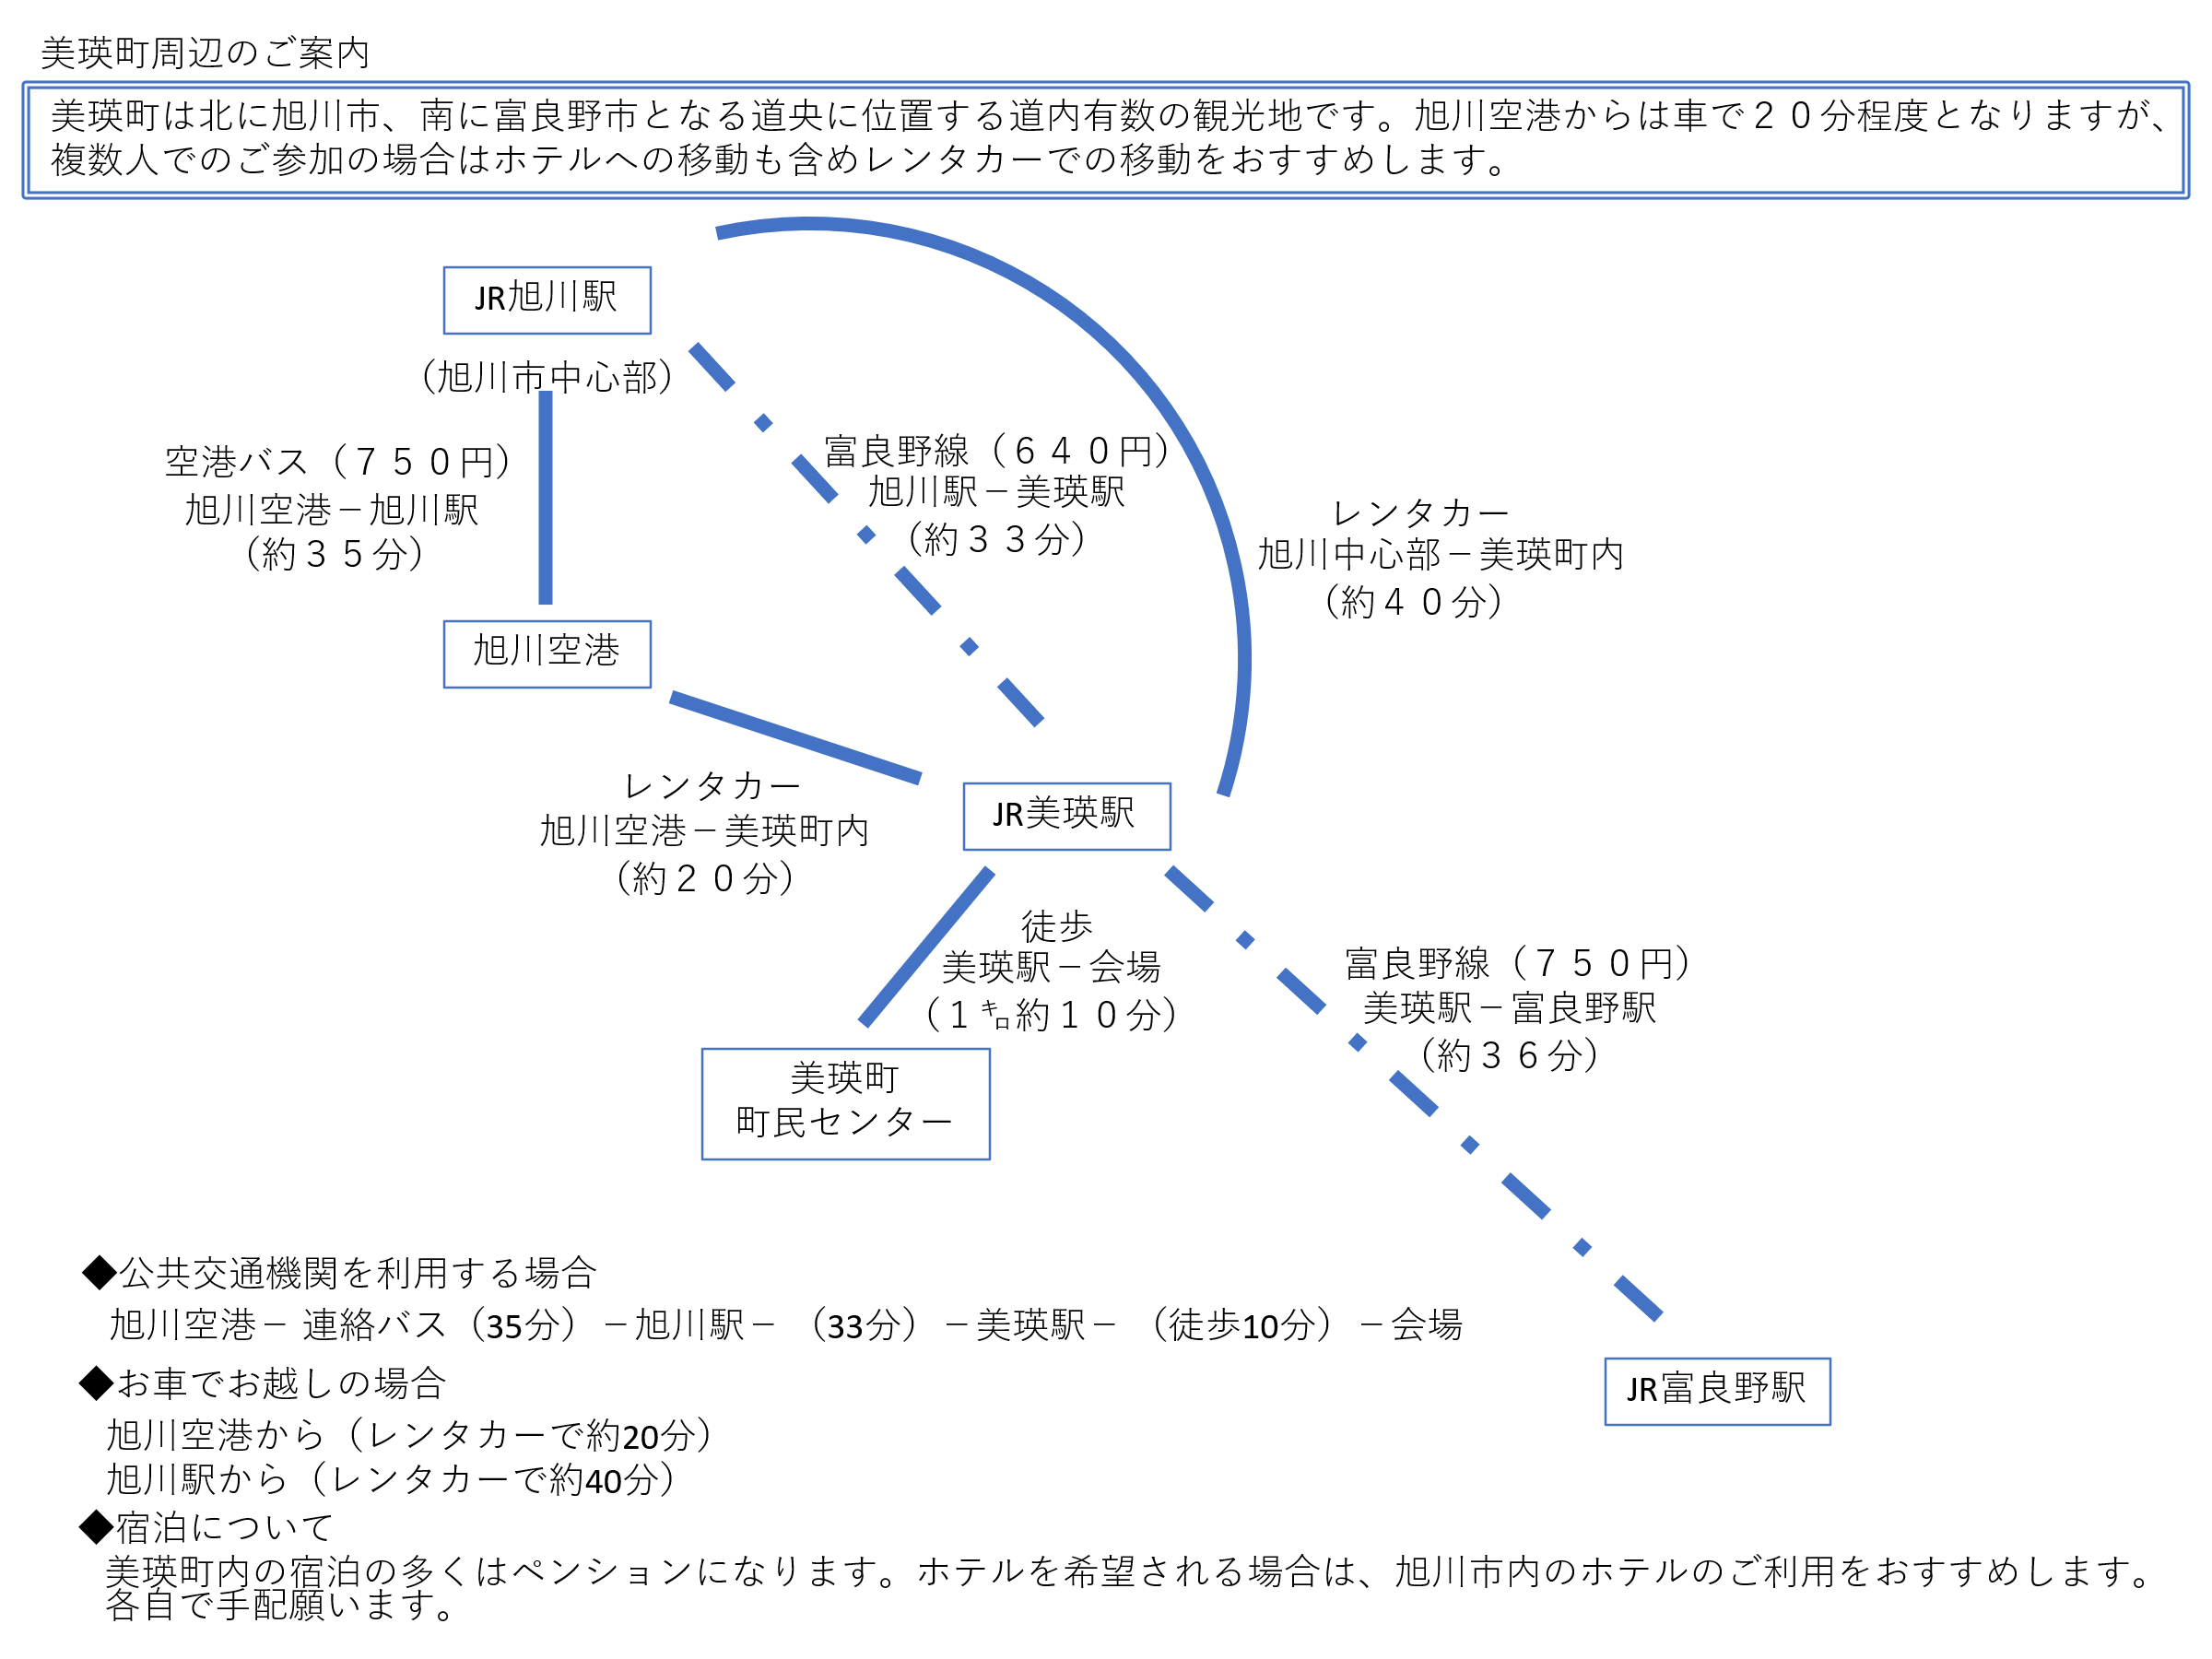 美瑛町周辺のご案内
美瑛町は北に旭川市、南に富良野市となる道央に位置する道内有数の観光地です。旭川空港からは車で２０分程度となりますが、
複数人でのご参加の場合はホテルへの移動も含めレンタカーでの移動をおすすめします。
JR旭川駅
（旭川市中心部）
空港バス（７５０円）
旭川空港－旭川駅
（約３５分）
富良野線（６４０円）
旭川駅－美瑛駅
（約３３分）
レンタカー
旭川中心部－美瑛町内
（約４０分）
旭川空港
レンタカー
旭川空港－美瑛町内
（約２０分）
JR美瑛駅
徒歩
美瑛駅－会場
（１㌔約１０分）
富良野線（７５０円）
美瑛駅－富良野駅
（約３６分）
美瑛町
町民センター
JR富良野駅
◆公共交通機関を利用する場合
旭川空港－ 連絡バス（35分）－旭川駅－ （33分）－美瑛駅－ （徒歩10分）－会場
◆お車でお越しの場合
旭川空港から（レンタカーで約20分）
旭川駅から（レンタカーで約40分）
◆宿泊について
美瑛町内の宿泊の多くはペンションになります。ホテルを希望される場合は、旭川市内のホテルのご利用をおすすめします。
各自で手配願います。